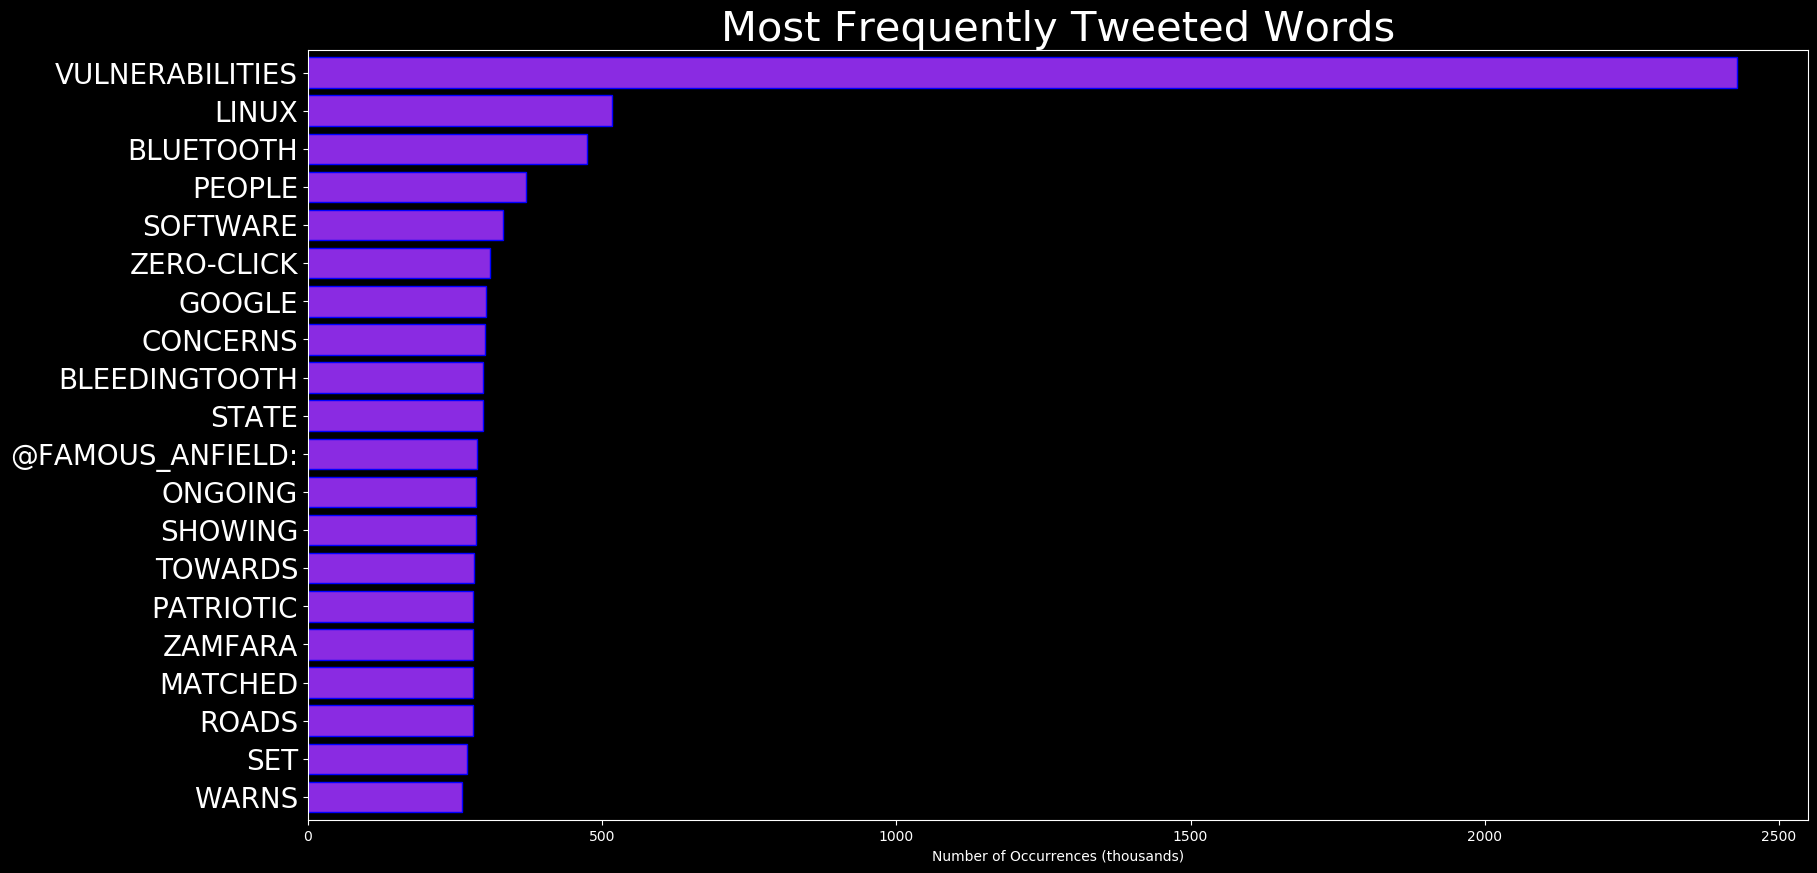 Most Frequently Tweeted Words
VULNERABILITIES
LINUX
BLUETOOTH
PEOPLE
SOFTWARE
ZERO-CLICK
GOOGLE
CONCERNS
BLEEDINGTOOTH
STATE
@FAMOUS_ANFIELD:
ONGOING
SHOWING
TOWARDS
PATRIOTIC
ZAMFARA
MATCHED
ROADS
SET
WARNS
0 500 1000 1500 2000 2500
Number of Occurrences (thousands)